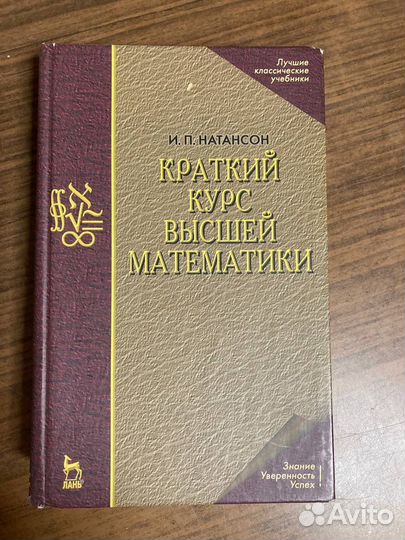 Лучшие
классические
учебники
И. П. НАТАНСОН
КРАТКИЙ
КУРС
ВЫСШЕЙ
МАТЕМАТИКИ
Знание
Уверенность
Успех
ЛАНЬ
Avito